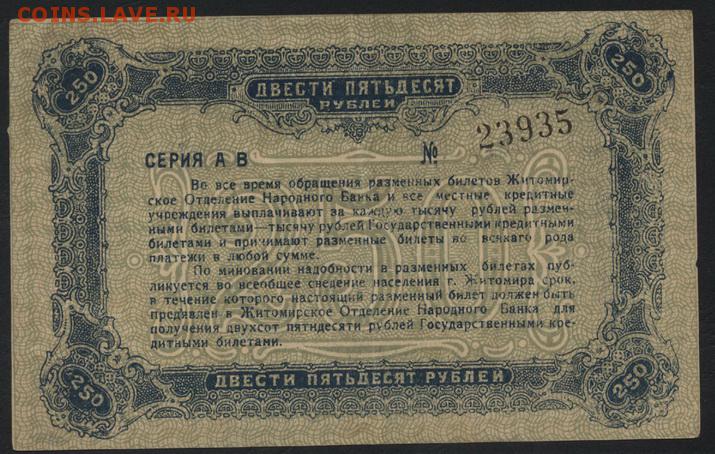 COINS.LAVE.RU
250
250
ДВЕСТИ ПЯТЬДЕСЯТ
РУБЛЕЙ
23935
СЕРИЯ А В №
Во все время обращения разменных билетов Житомир-
ское Отделение Народного Банка и все местные кредитные
учреждения выплачивают за каждую тысячу рублей размен-
ными билетами—тысячу рублей Государственными кредитными
билетами и принимают разменные билеты во всякаго рода
платежи в любой сумме.
По миновании надобности в разменных билетах пуб-
ликуется во всеобщее сведение населения г. Житомира срок,
в течение которого настоящий разменный билет должен быть
предявлен в Житомирское Отделение Народного Банка для
получения двухсот пятидесяти рублей Государственными кре-
дитными билетами.
250
ДВЕСТИ ПЯТЬДЕСЯТ РУБЛЕЙ
250